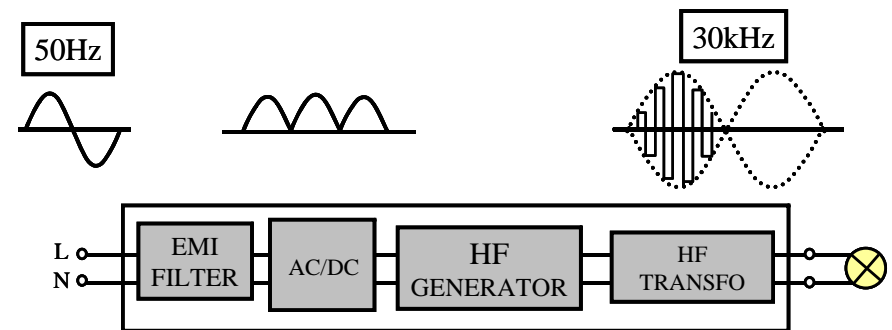 50Hz
30kHz
L
N
EMI
FILTER
AC/DC
HF
GENERATOR
HF
TRANSFO